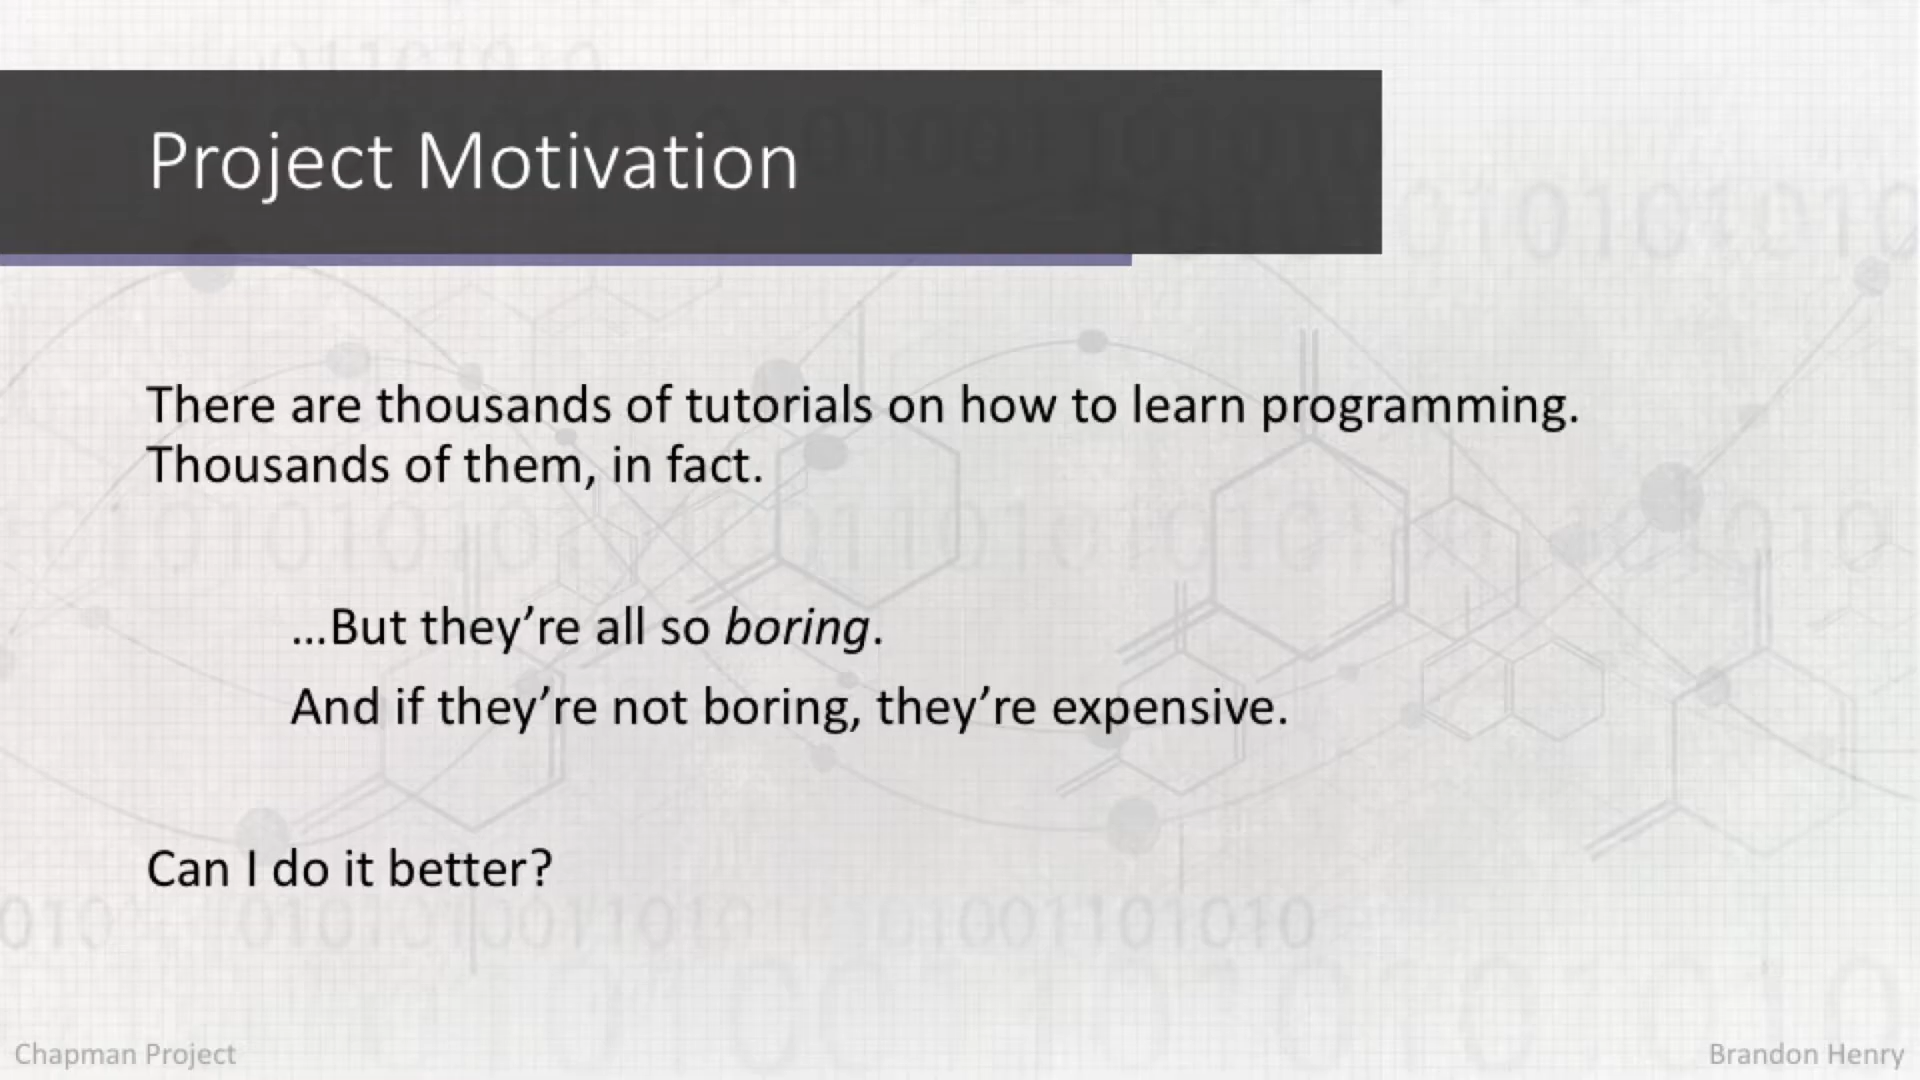 Project Motivation
There are thousands of tutorials on how to learn programming.
Thousands of them, in fact.
…But they’re all so boring.
And if they’re not boring, they’re expensive.
Can I do it better?
Chapman Project
Brandon Henry